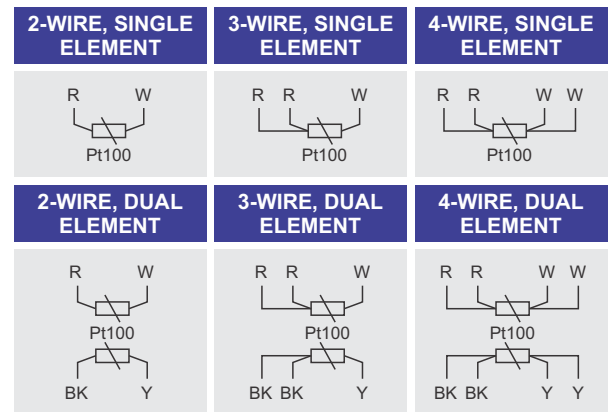 2-WIRE, SINGLE
ELEMENT
3-WIRE, SINGLE
ELEMENT
4-WIRE, SINGLE
ELEMENT
R W
Pt100
R R W
Pt100
R R W W
Pt100
2-WIRE, DUAL
ELEMENT
3-WIRE, DUAL
ELEMENT
4-WIRE, DUAL
ELEMENT
R W
Pt100
BK Y
R R W
Pt100
BK BK Y
R R W W
Pt100
BK BK Y Y